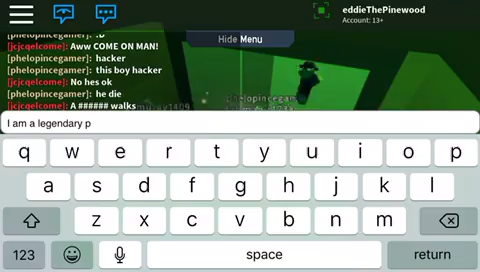 eddieThePinewood
Account: 13+
Hide Menu
:D
[jcjcqelcome]: Aww COME ON MAN!
[phelopincegamer]: hacker
[phelopincegamer]: this boy hacker
[jcjcqelcome]: No hes ok
[phelopincegamer]: he die
[jcjcqelcome]: A ###### walks
phelopincegam
I am a legendary p
q w e r t y u i o p
a s d f g h j k l
z x c v b n m
123 space return